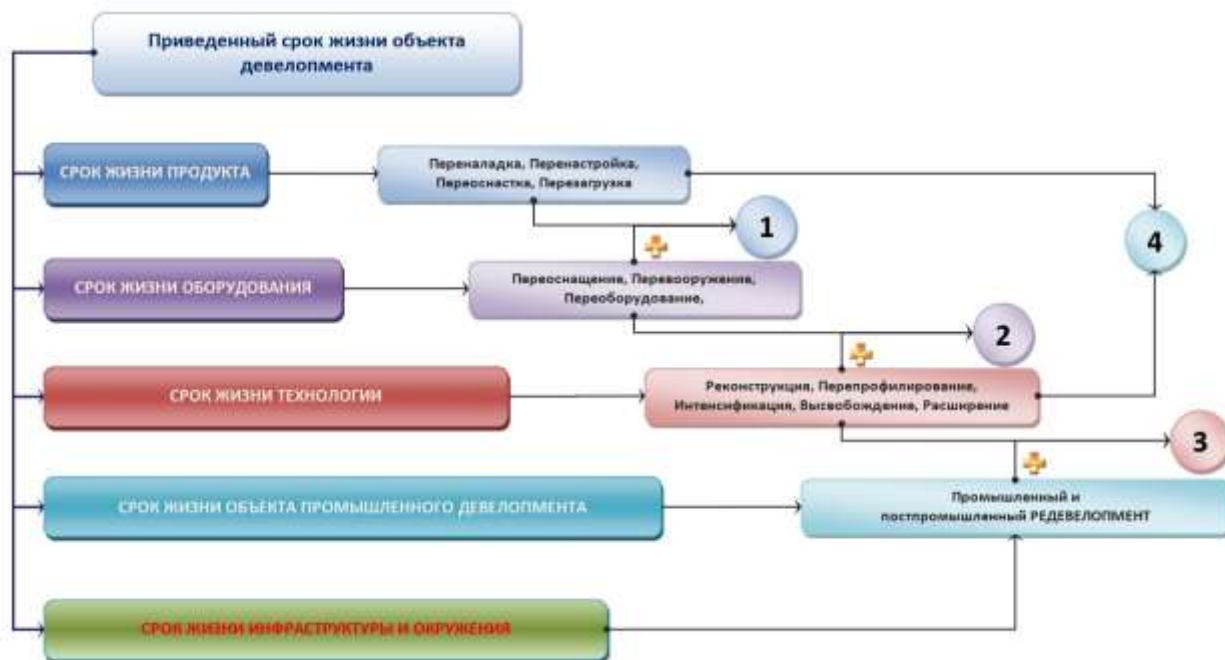 Приведенный срок жизни объекта
девелопмента
СРОК ЖИЗНИ ПРОДУКТА
Переналадка, Перенастройка,
Переоснастка, Перезагрузка
1
4
СРОК ЖИЗНИ ОБОРУДОВАНИЯ
Переоснащение, Перевооружение,
Переоборудование,
2
СРОК ЖИЗНИ ТЕХНОЛОГИИ
Реконструкция, Перепрофилирование,
Интенсификация, Высвобождение, Расширение
3
СРОК ЖИЗНИ ОБЪЕКТА ПРОМЫШЛЕННОГО ДЕВЕЛОПМЕНТА
Промышленный и
постпромышленный РЕДЕВЕЛОПМЕНТ
СРОК ЖИЗНИ ИНФРАСТРУКТУРЫ И ОКРУЖЕНИЯ